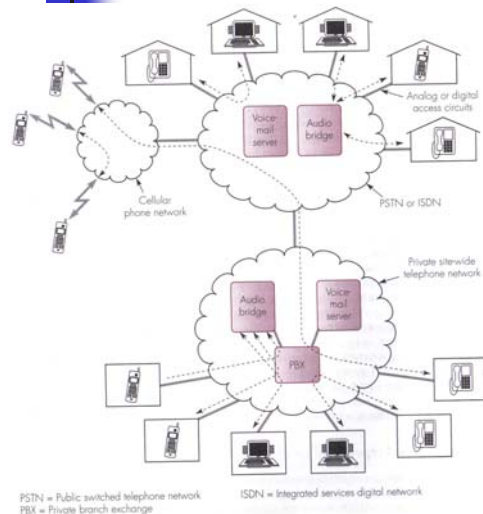 Voice-
mail
server
Audio
bridge
Analog or digital
access circuits
Cellular
phone network
PSTN or ISDN
Private site-wide
telephone network
Audio
bridge
Voice-
mail
server
PBX
PSTN = Public switched telephone network
PBX = Private branch exchange
ISDN = Integrated services digital network